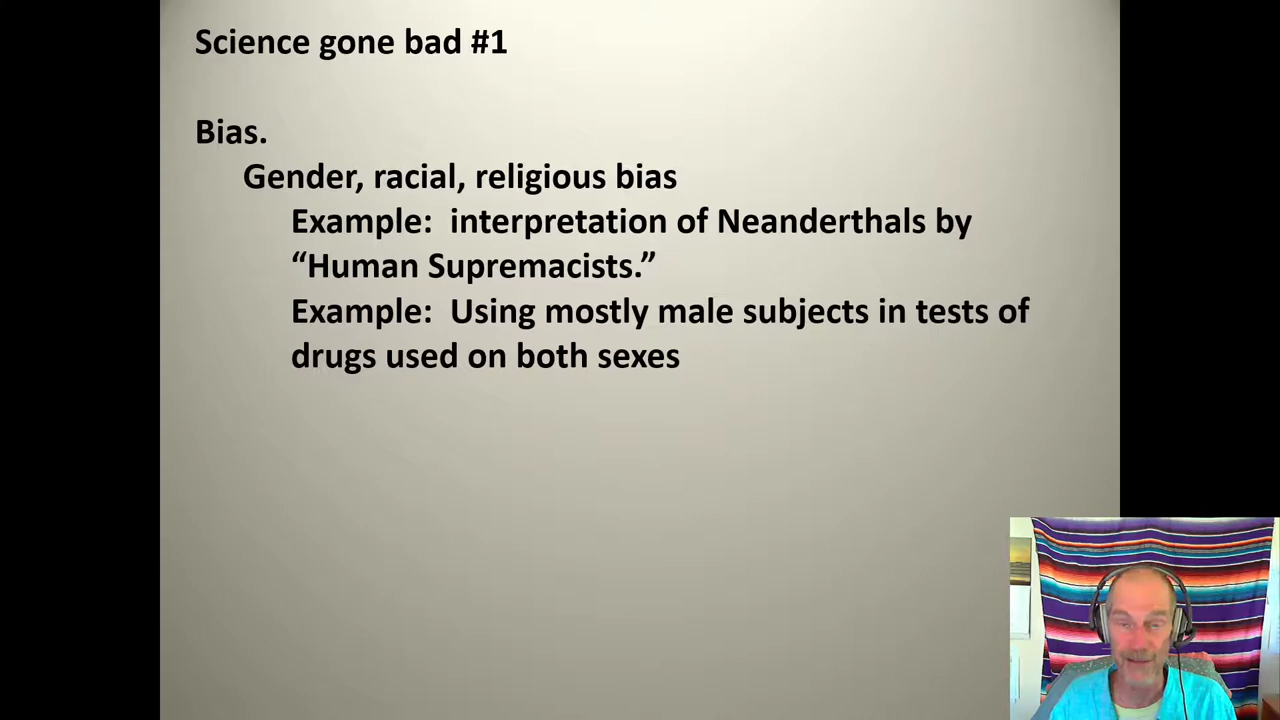 Science gone bad #1
Bias.
Gender, racial, religious bias
Example:  interpretation of Neanderthals by
“Human Supremacists.”
Example:  Using mostly male subjects in tests of
drugs used on both sexes